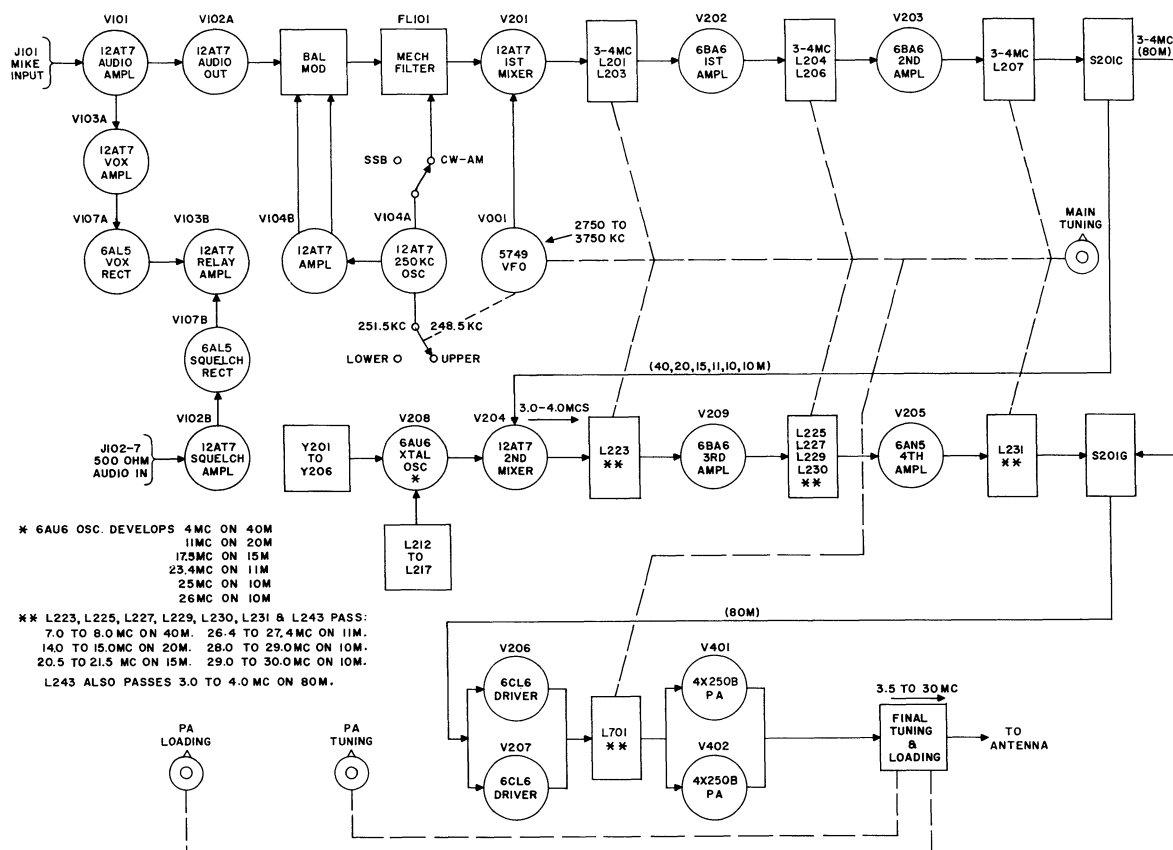 V101
V102A
FL101
V201
V202
V203
J101
MIKE
INPUT
12AT7
AUDIO
AMPL
12AT7
AUDIO
OUT
BAL
MOD
MECH
FILTER
12AT7
1ST
MIXER
3-4MC
L201
L203
6BA6
1ST
AMPL
3-4MC
L204
L206
6BA6
2ND
AMPL
3-4MC
L207
S201C
3-4MC
(80M)
V103A
12AT7
VOX
AMPL
SSB
CW-AM
V107A
V103B
V104B
V104A
V001
2750 TO
3750 KC
MAIN
TUNING
6AL5
VOX
RECT
12AT7
RELAY
AMPL
12AT7
AMPL
12AT7
250KC
OSC
5749
VFO
V107B
251.5KC
248.5KC
6AL5
SQUELCH
RECT
LOWER
UPPER
(40,20,15,11,10,10M)
V102B
V208
V204
3.0-4.0MCS
V209
V205
J102-7
500 OHM
AUDIO IN
12AT7
SQUELCH
AMPL
Y201
TO
Y206
6AU6
XTAL
OSC
*
12AT7
2ND
MIXER
L223
**
6BA6
3RD
AMPL
L225
L227
L229
L230
**
6AN5
4TH
AMPL
L231
**
S201G
L212
TO
L217
* 6AU6 OSC. DEVELOPS 4MC ON 40M
11MC ON 20M
17.5MC ON 15M
23.4MC ON 11M
25MC ON 10M
26MC ON 10M
** L223, L225, L227, L229, L230, L231 & L243 PASS:
7.0 TO 8.0MC ON 40M. 26.4 TO 27.4MC ON 11M.
14.0 TO 15.0MC ON 20M. 28.0 TO 29.0MC ON 10M.
20.5 TO 21.5 MC ON 15M. 29.0 TO 30.0MC ON 10M.
L243 ALSO PASSES 3.0 TO 4.0 MC ON 80M.
(80M)
V206
V401
6CL6
DRIVER
4X250B
PA
3.5 TO 30 MC
L701
**
FINAL
TUNING
&
LOADING
TO
ANTENNA
V207
V402
6CL6
DRIVER
4X250B
PA
PA
LOADING
PA
TUNING